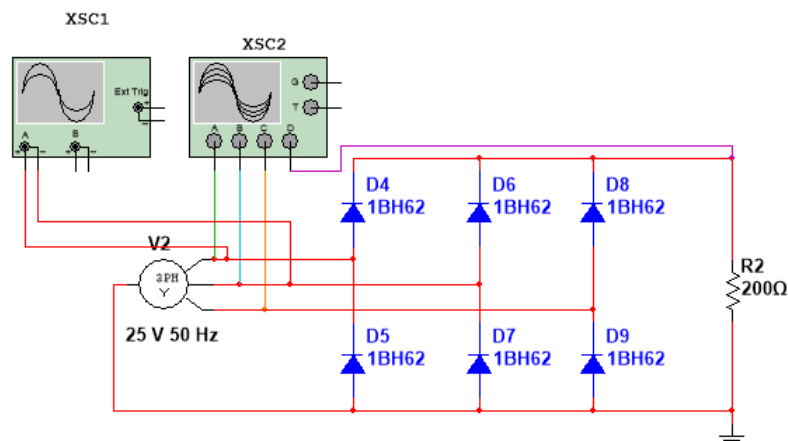 XSC1
XSC2
Ext Trig
+
-
A
B
+ - + -
G
T
A B C D
D4
1BH62
D6
1BH62
D8
1BH62
V2
3PH
Y
25 V 50 Hz
R2
200Ω
D5
1BH62
D7
1BH62
D9
1BH62